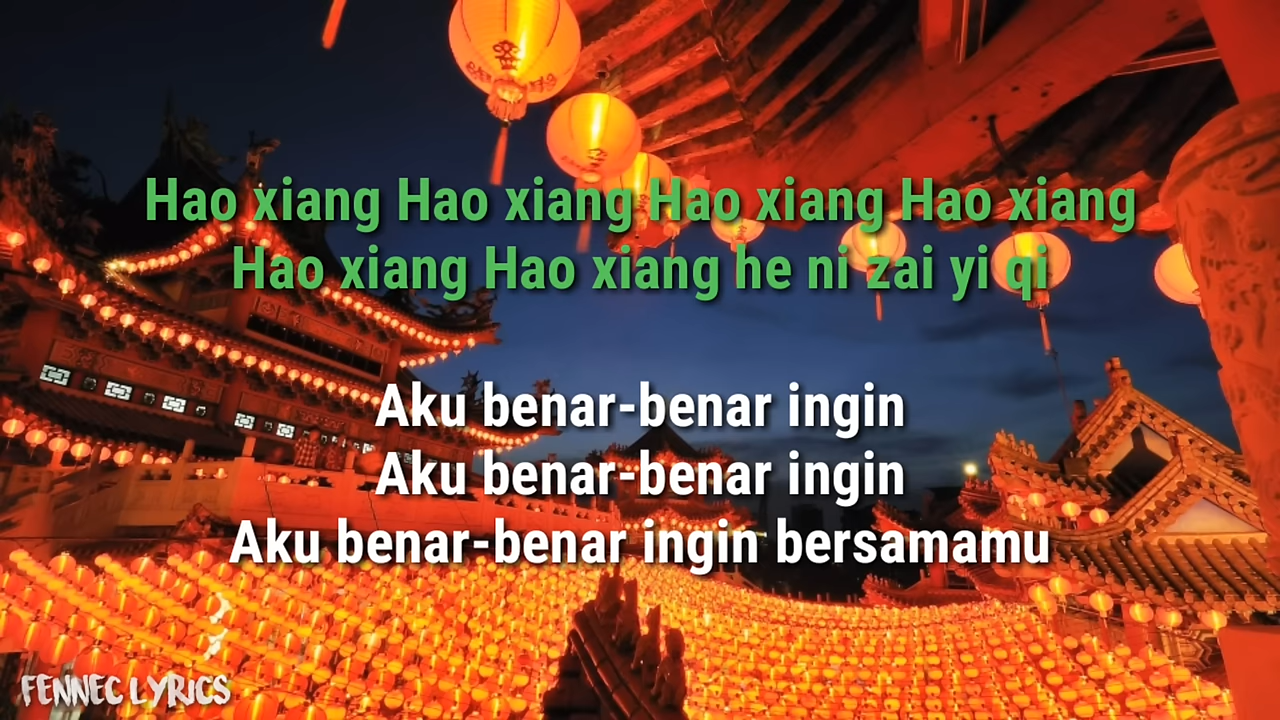 Hao xiang Hao xiang Hao xiang Hao xiang
Hao xiang Hao xiang he ni zai yi qi
Aku benar-benar ingin
Aku benar-benar ingin
Aku benar-benar ingin bersamamu
FENNEC LYRICS